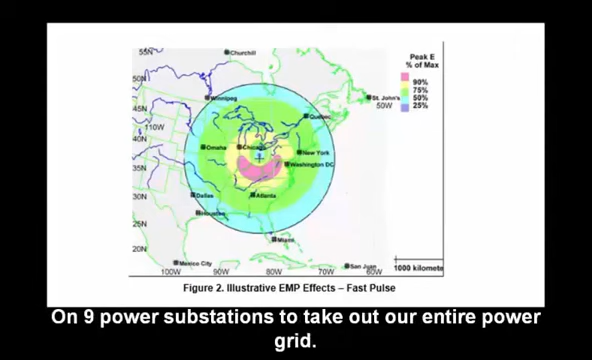 55N
Churchill
Peak E
% of Max
50N
90%
75%
50%
25%
Winnipeg
St. John's
50W
45N
110W
Quebec
40N
Omaha
Chicago
New York
Washington DC
35N
30N
Dallas
Atlanta
Houston
25N
Miami
20N
Mexico City
San Juan
100W
90W
80W
70W
60W
1000 kilomete
Figure 2. Illustrative EMP Effects – Fast Pulse
On 9 power substations to take out our entire power
grid.